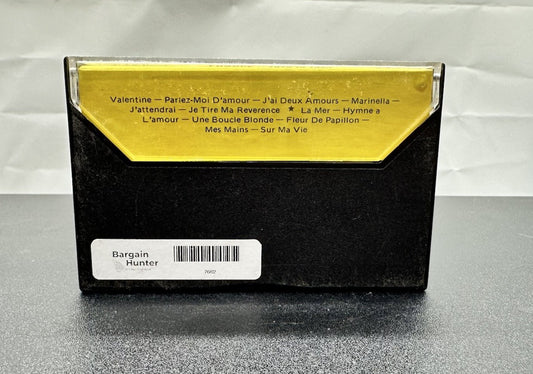 Valentine — Parlez-Moi D'amour — J'ai Deux Amours — Marinella —
J'attendrai — Je Tire Ma Reverence ★ La Mer — Hymne a
L'amour — Une Boucle Blonde — Fleur De Papillon —
Mes Mains — Sur Ma Vie
Bargain
Hunter
7602